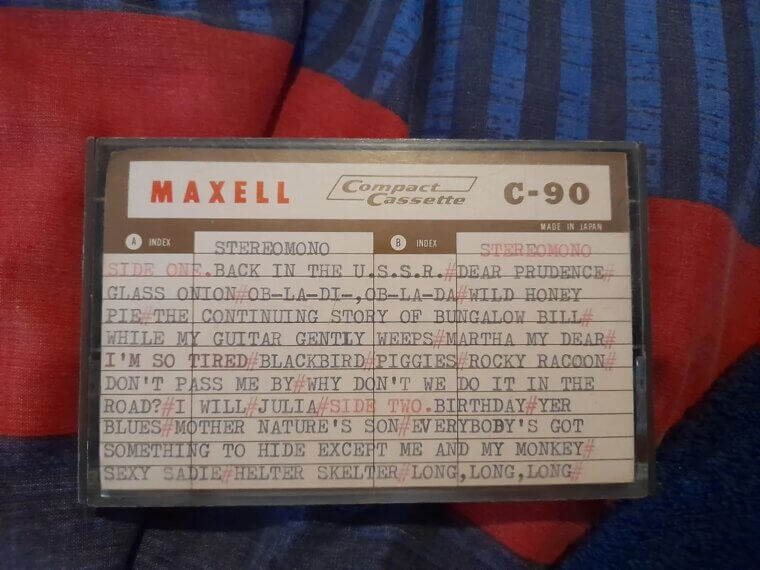 MAXELL Compact Cassette C-90
MADE IN JAPAN
A INDEX STEREOMONO B INDEX STEREOMONO
SIDE ONE.BACK IN THE U.S.S.R.#DEAR PRUDENCE#
GLASS ONION#OB-LA-DI-,OB-LA-DA#WILD HONEY
PIE#THE CONTINUING STORY OF BUNGALOW BILL#
WHILE MY GUITAR GENTLY WEEPS#MARTHA MY DEAR#
I'M SO TIRED#BLACKBIRD#PIGGIES#ROCKY RACOON#
DON'T PASS ME BY#WHY DON'T WE DO IT IN THE
ROAD?#I WILL#JULIA#SIDE TWO.BIRTHDAY#YER
BLUES#MOTHER NATURE'S SON#EVERYBODY'S GOT
SOMETHING TO HIDE EXCEPT ME AND MY MONKEY#
SEXY SADIE#HELTER SKELTER#LONG,LONG,LONG#